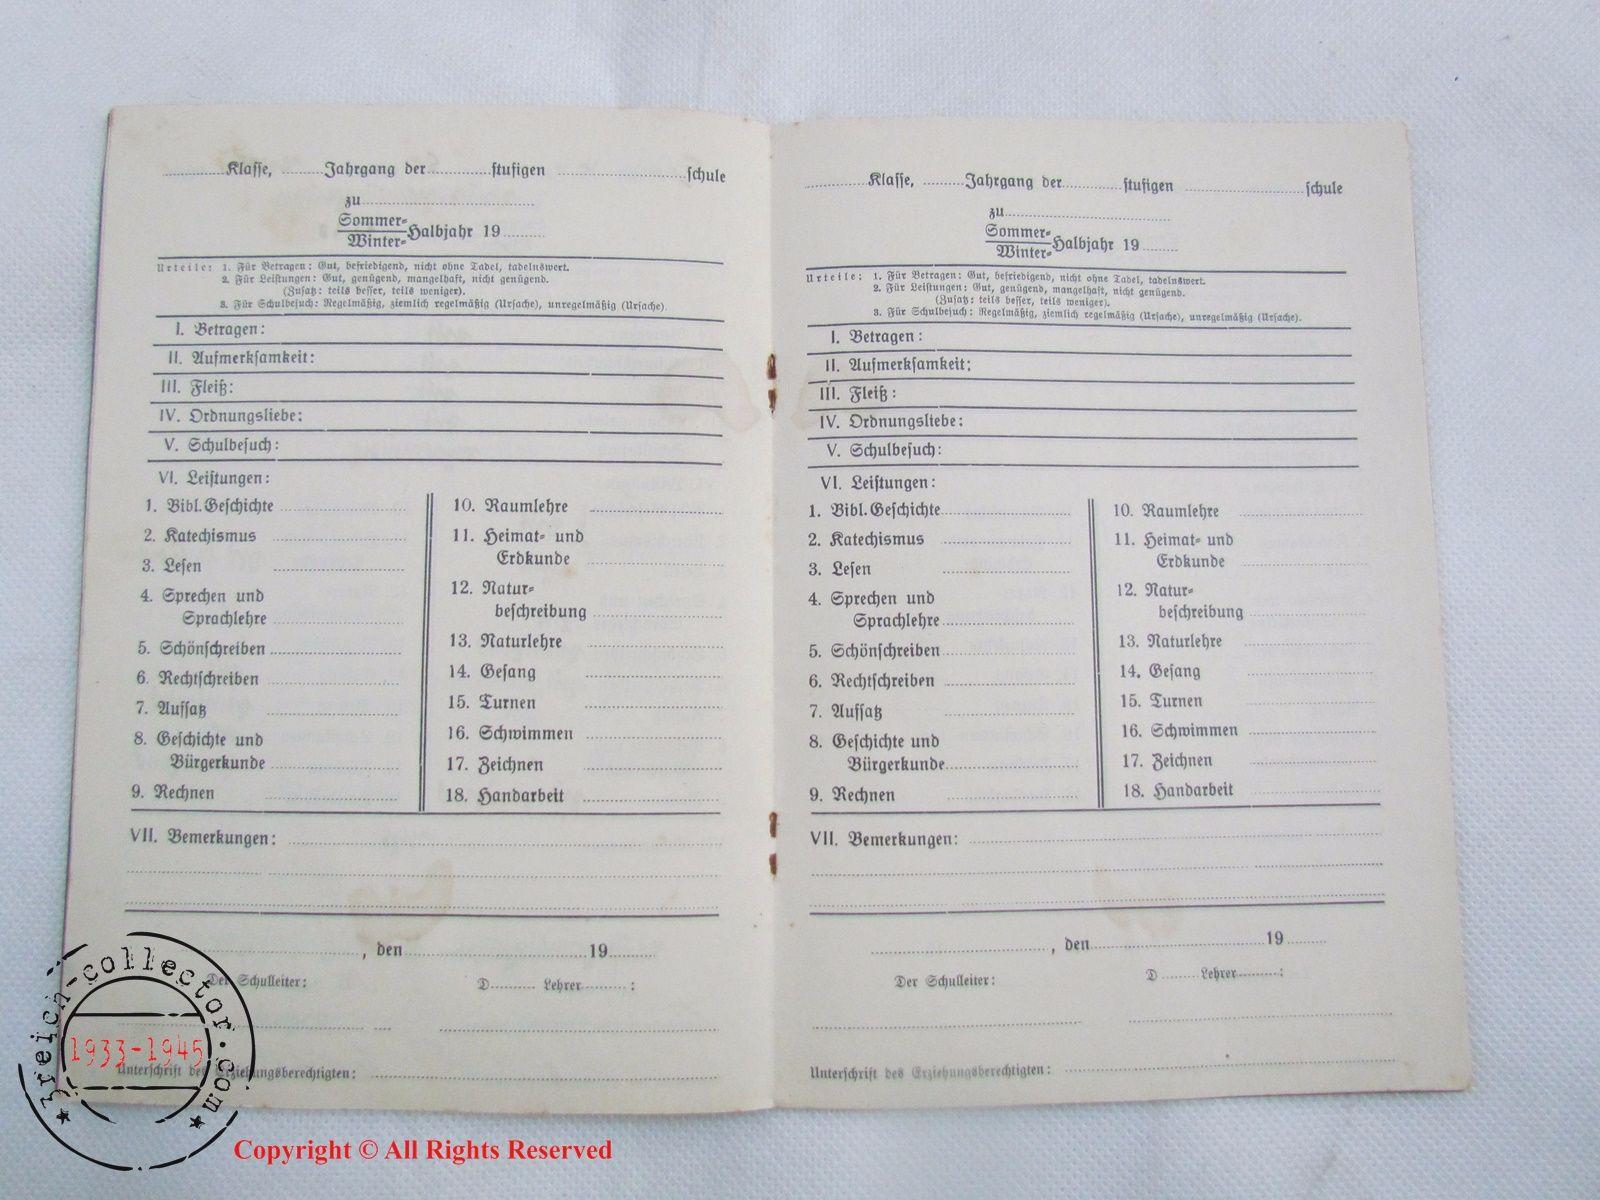 ........Klasse, ........Jahrgang der........stufigen ........schule
zu........
Sommer-
Winter- Halbjahr 19........
Urteile: 1. Für Betragen: Gut, befriedigend, nicht ohne Tadel, tadelnswert.
2. Für Leistungen: Gut, genügend, mangelhaft, nicht genügend.
(Zusatz: teils besser, teils weniger).
3. Für Schulbesuch: Regelmäßig, ziemlich regelmäßig (Ursache), unregelmäßig (Ursache).
I. Betragen:
II. Aufmerksamkeit:
III. Fleiß:
IV. Ordnungsliebe:
V. Schulbesuch:
VI. Leistungen:
1. Bibl. Geschichte
2. Katechismus
3. Lesen
4. Sprechen und
Sprachlehre
5. Schönschreiben
6. Rechtschreiben
7. Aufsatz
8. Geschichte und
Bürgerkunde
9. Rechnen
10. Raumlehre
11. Heimat- und
Erdkunde
12. Natur-
beschreibung
13. Naturlehre
14. Gesang
15. Turnen
16. Schwimmen
17. Zeichnen
18. Handarbeit
VII. Bemerkungen:
........, den........19........
Der Schulleiter: D........ Lehrer........:
Unterschrift des Erziehungsberechtigten:
........Klasse, ........Jahrgang der........stufigen ........schule
zu........
Sommer-
Winter- Halbjahr 19........
Urteile: 1. Für Betragen: Gut, befriedigend, nicht ohne Tadel, tadelnswert.
2. Für Leistungen: Gut, genügend, mangelhaft, nicht genügend.
(Zusatz: teils besser, teils weniger).
3. Für Schulbesuch: Regelmäßig, ziemlich regelmäßig (Ursache), unregelmäßig (Ursache).
I. Betragen:
II. Aufmerksamkeit:
III. Fleiß:
IV. Ordnungsliebe:
V. Schulbesuch:
VI. Leistungen:
1. Bibl. Geschichte
2. Katechismus
3. Lesen
4. Sprechen und
Sprachlehre
5. Schönschreiben
6. Rechtschreiben
7. Aufsatz
8. Geschichte und
Bürgerkunde
9. Rechnen
10. Raumlehre
11. Heimat- und
Erdkunde
12. Natur-
beschreibung
13. Naturlehre
14. Gesang
15. Turnen
16. Schwimmen
17. Zeichnen
18. Handarbeit
VII. Bemerkungen:
........, den........19........
Der Schulleiter: D........ Lehrer........:
Unterschrift des Erziehungsberechtigten:
3reich-collector.com
1933-1945
Copyright © All Rights Reserved